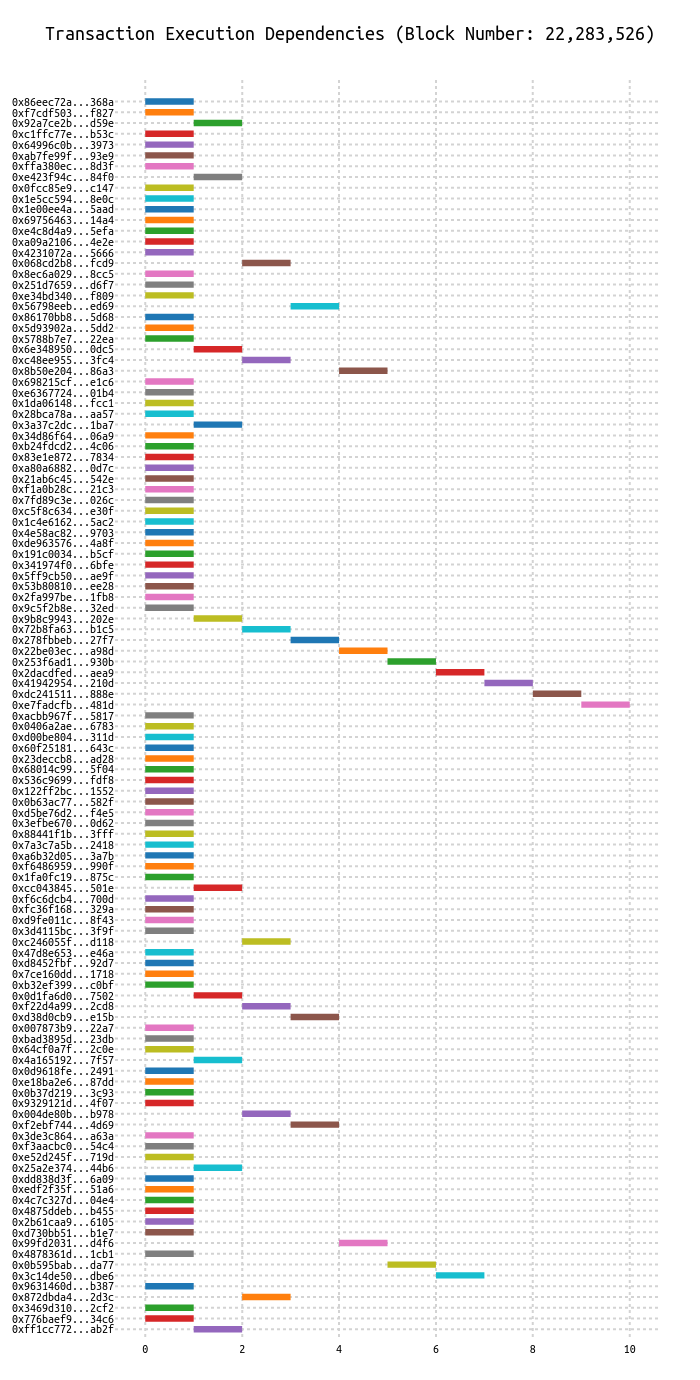 Transaction Execution Dependencies (Block Number: 22,283,526)
0x86eec72a...368a
0xf7cdf503...f827
0x92a7ce2b...d59e
0xc1ffc77e...b53c
0x64996c0b...3973
0xab7fe99f...93e9
0xffa380ec...8d3f
0xe423f94c...84f0
0x0fcc85e9...c147
0x1e5cc594...8e0c
0x1e00ee4a...5aad
0x69756463...14a4
0xe4c8d4a9...5efa
0xa09a2106...4e2e
0x4231072a...5666
0x068cd2b8...fcd9
0x8ec6a029...8cc5
0x251d7659...d6f7
0xe34bd340...f809
0x56798eeb...ed69
0x86170bb8...5d68
0x5d93902a...5dd2
0x5788b7e7...22ea
0x6e348950...0dc5
0xc48ee955...3fc4
0x8b50e204...86a3
0x698215cf...e1c6
0xe6367724...01b4
0x1da06148...fcc1
0x28bca78a...aa57
0x3a37c2dc...1ba7
0x34d86f64...06a9
0xb24fdcd2...4c06
0x83e1e872...7834
0xa80a6882...0d7c
0x21ab6c45...542e
0xf1a0b28c...21c3
0x7fd89c3e...026c
0xc5f8c634...e30f
0x1c4e6162...5ac2
0x4e58ac82...9703
0xde963576...4a8f
0x191c0034...b5cf
0x341974f0...6bfe
0x5ff9cb50...ae9f
0x53b80810...ee28
0x2fa997be...1fb8
0x9c5f2b8e...32ed
0x9b8c9943...202e
0x72b8fa63...b1c5
0x278fbbeb...27f7
0x22be03ec...a98d
0x253f6ad1...930b
0x2dacdfed...aea9
0x41942954...210d
0xdc241511...888e
0xe7fadcfb...481d
0xacbb967f...5817
0x0406a2ae...6783
0xd00be804...311d
0x60f25181...643c
0x23deccb8...ad28
0x68014c99...5f04
0x536c9699...fdf8
0x122ff2bc...1552
0x0b63ac77...582f
0xd5be76d2...f4e5
0x3efbe670...0d62
0x88441f1b...3fff
0x7a3c7a5b...2418
0xa6b32d05...3a7b
0xf6486959...990f
0x1fa0fc19...875c
0xcc043845...501e
0xf6c6dcb4...700d
0xfc36f168...329a
0xd9fe011c...8f43
0x3d4115bc...3f9f
0xc246055f...d118
0x47d8e653...e46a
0xd8452fbf...92d7
0x7ce160dd...1718
0xb32ef399...c0bf
0x0d1fa6d0...7502
0xf22d4a99...2cd8
0xd38d0cb9...e15b
0x007873b9...22a7
0xbad3895d...23db
0x64cf0a7f...2c0e
0x4a165192...7f57
0x0d9618fe...2491
0xe18ba2e6...87dd
0x0b37d219...3c93
0x9329121d...4f07
0x004de80b...b978
0xf2ebf744...4d69
0x3de3c864...a63a
0xf3aacbc0...54c4
0xe52d245f...719d
0x25a2e374...44b6
0xdd838d3f...6a09
0xedf2f35f...51a6
0x4c7c327d...04e4
0x4875ddeb...b455
0x2b61caa9...6105
0xd730bb51...b1e7
0x99fd2031...d4f6
0x4878361d...1cb1
0x0b595bab...da77
0x3c14de50...dbe6
0x9631460d...b387
0x872dbda4...2d3c
0x3469d310...2cf2
0x776baef9...34c6
0xff1cc772...ab2f
0 2 4 6 8 10